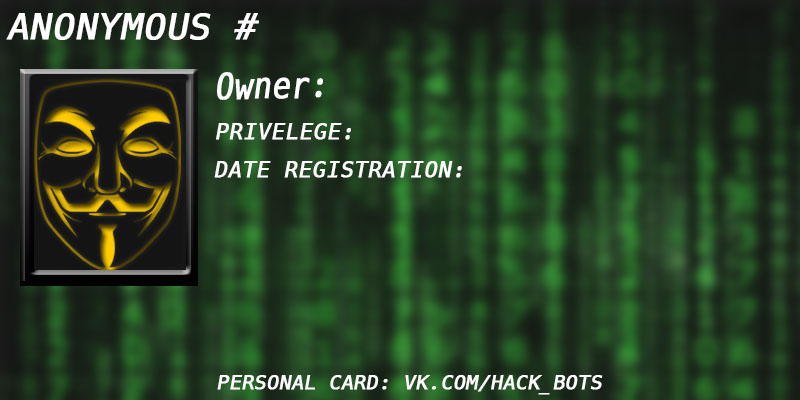 ANONYMOUS #
Owner:
PRIVELEGE:
DATE REGISTRATION:
PERSONAL CARD: VK.COM/HACK_BOTS